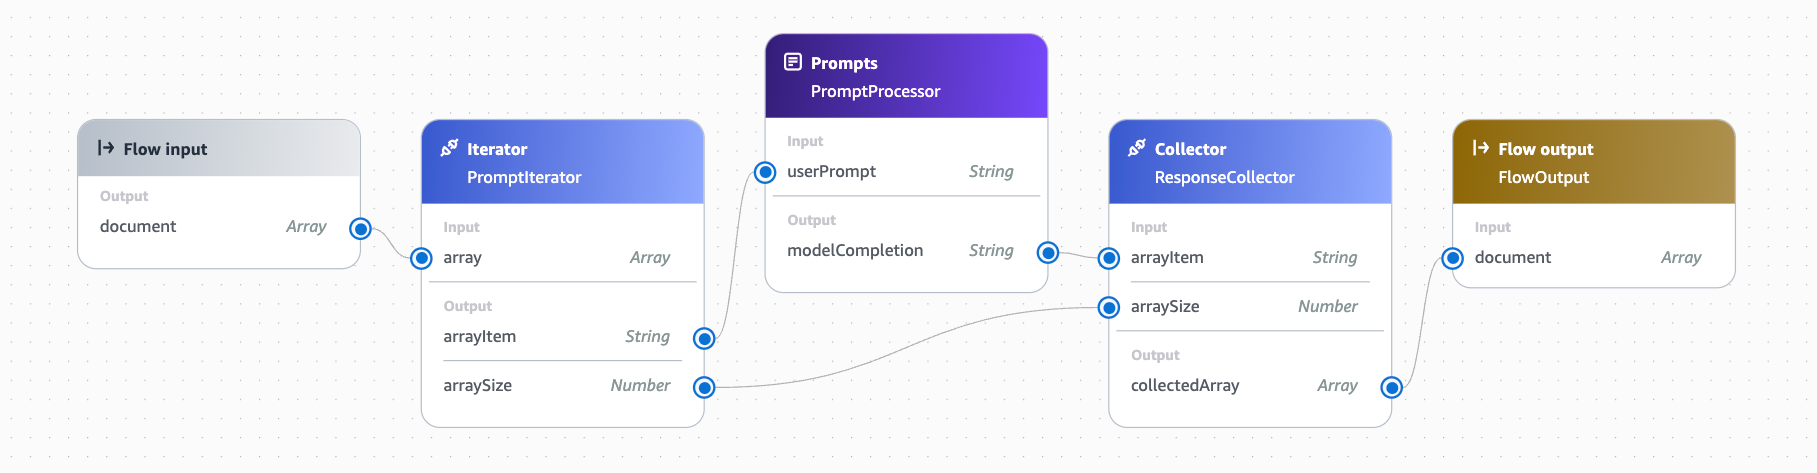 Flow input
Output
document Array
Iterator
PromptIterator
Input
array Array
Output
arrayItem String
arraySize Number
Prompts
PromptProcessor
Input
userPrompt String
Output
modelCompletion String
Collector
ResponseCollector
Input
arrayItem String
arraySize Number
Output
collectedArray Array
Flow output
FlowOutput
Input
document Array